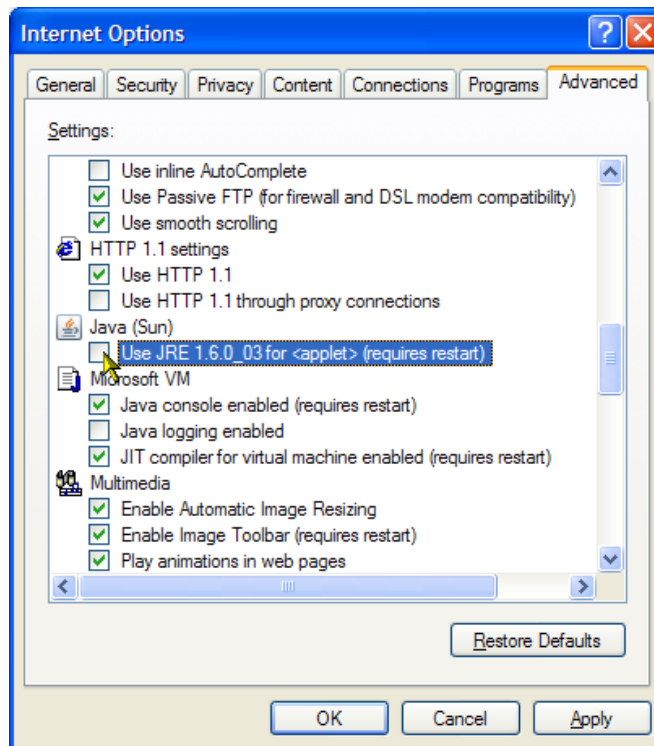 Internet Options
General Security Privacy Content Connections Programs Advanced
Settings:
Use inline AutoComplete
Use Passive FTP (for firewall and DSL modem compatibility)
Use smooth scrolling
HTTP 1.1 settings
Use HTTP 1.1
Use HTTP 1.1 through proxy connections
Java (Sun)
Use JRE 1.6.0_03 for <applet> (requires restart)
Microsoft VM
Java console enabled (requires restart)
Java logging enabled
JIT compiler for virtual machine enabled (requires restart)
Multimedia
Enable Automatic Image Resizing
Enable Image Toolbar (requires restart)
Play animations in web pages
Restore Defaults
OK Cancel Apply